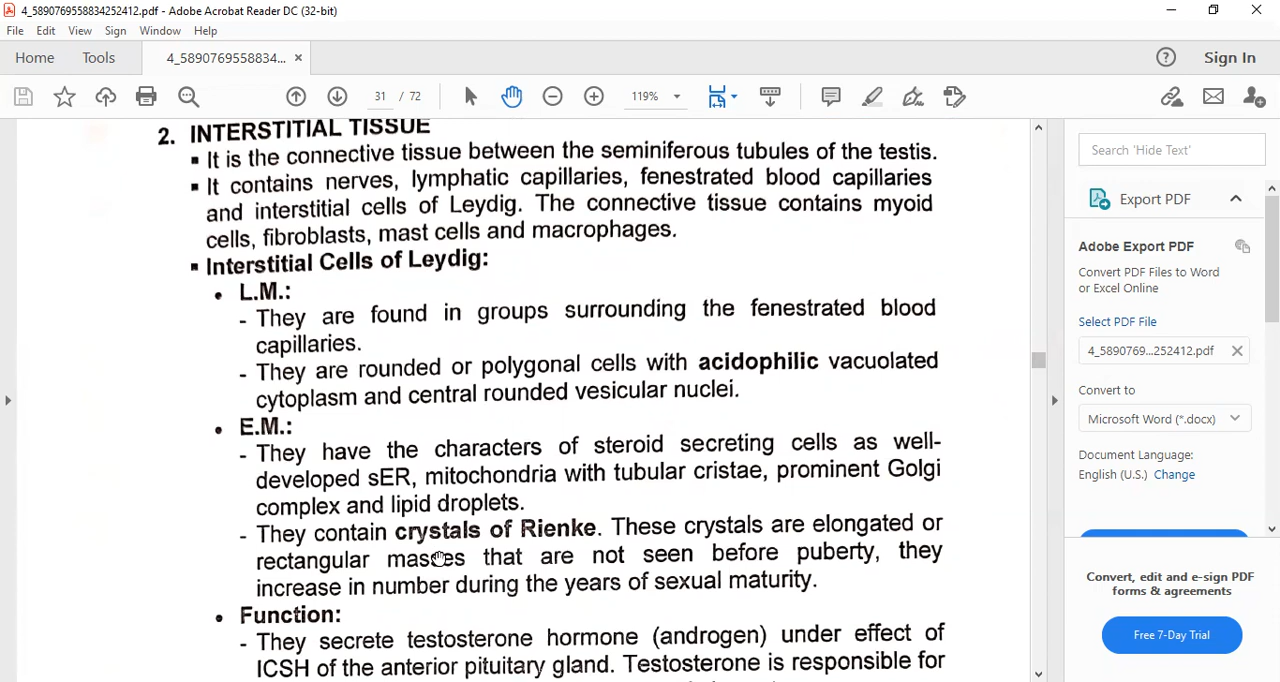 4_5890769558834252412.pdf - Adobe Acrobat Reader DC (32-bit)
File Edit View Sign Window Help
Home Tools 4_5890769558834... × Sign In
31 / 72 119%
2. INTERSTITIAL TISSUE
▪ It is the connective tissue between the seminiferous tubules of the testis.
▪ It contains nerves, lymphatic capillaries, fenestrated blood capillaries
and interstitial cells of Leydig. The connective tissue contains myoid
cells, fibroblasts, mast cells and macrophages.
▪ Interstitial Cells of Leydig:
• L.M.:
- They are found in groups surrounding the fenestrated blood
capillaries.
- They are rounded or polygonal cells with acidophilic vacuolated
cytoplasm and central rounded vesicular nuclei.
• E.M.:
- They have the characters of steroid secreting cells as well-
developed sER, mitochondria with tubular cristae, prominent Golgi
complex and lipid droplets.
- They contain crystals of Rienke. These crystals are elongated or
rectangular masses that are not seen before puberty, they
increase in number during the years of sexual maturity.
• Function:
- They secrete testosterone hormone (androgen) under effect of
ICSH of the anterior pituitary gland. Testosterone is responsible for
Search 'Hide Text'
Export PDF
Adobe Export PDF
Convert PDF Files to Word
or Excel Online
Select PDF File
4_5890769...252412.pdf
Convert to
Microsoft Word (*.docx)
Document Language:
English (U.S.) Change
Convert, edit and e-sign PDF
forms & agreements
Free 7-Day Trial